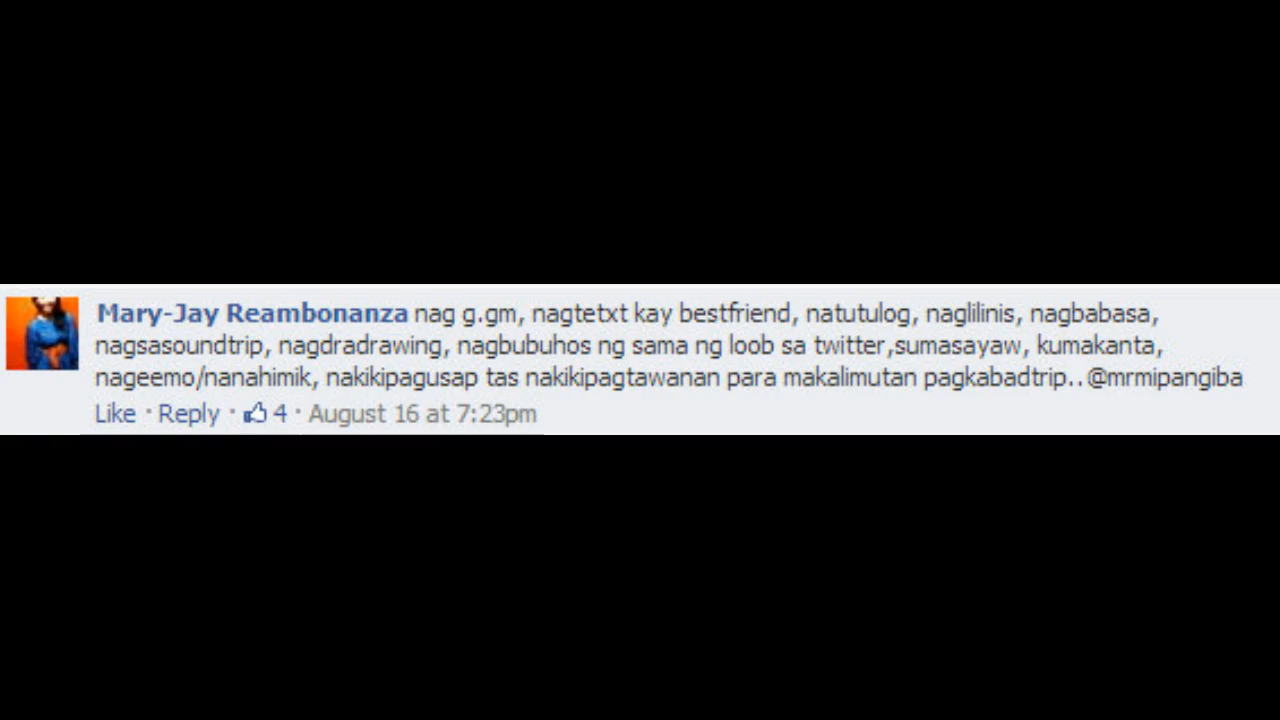 Mary-Jay Reambonanza nag g.gm, nagtetxt kay bestfriend, natutulog, naglilinis, nagbabasa,
nagsasoundtrip, nagdradrawing, nagbubuhos ng sama ng loob sa twitter,sumasayaw, kumakanta,
nageemo/nanahimik, nakikipagusap tas nakikipagtawanan para makalimutan pagkabadtrip..@mrmipangiba
Like · Reply · 4 · August 16 at 7:23pm